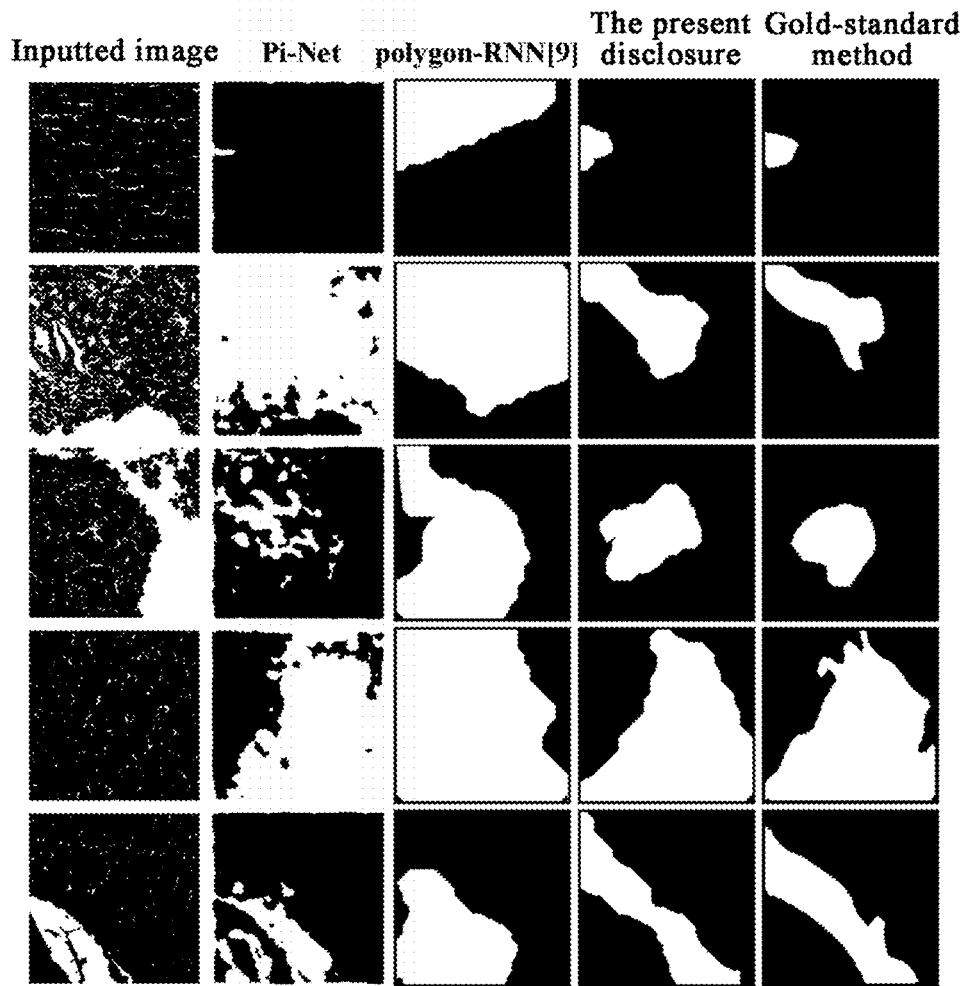 Inputted image
Pi-Net
polygon-RNN[9]
The present
disclosure
Gold-standard
method